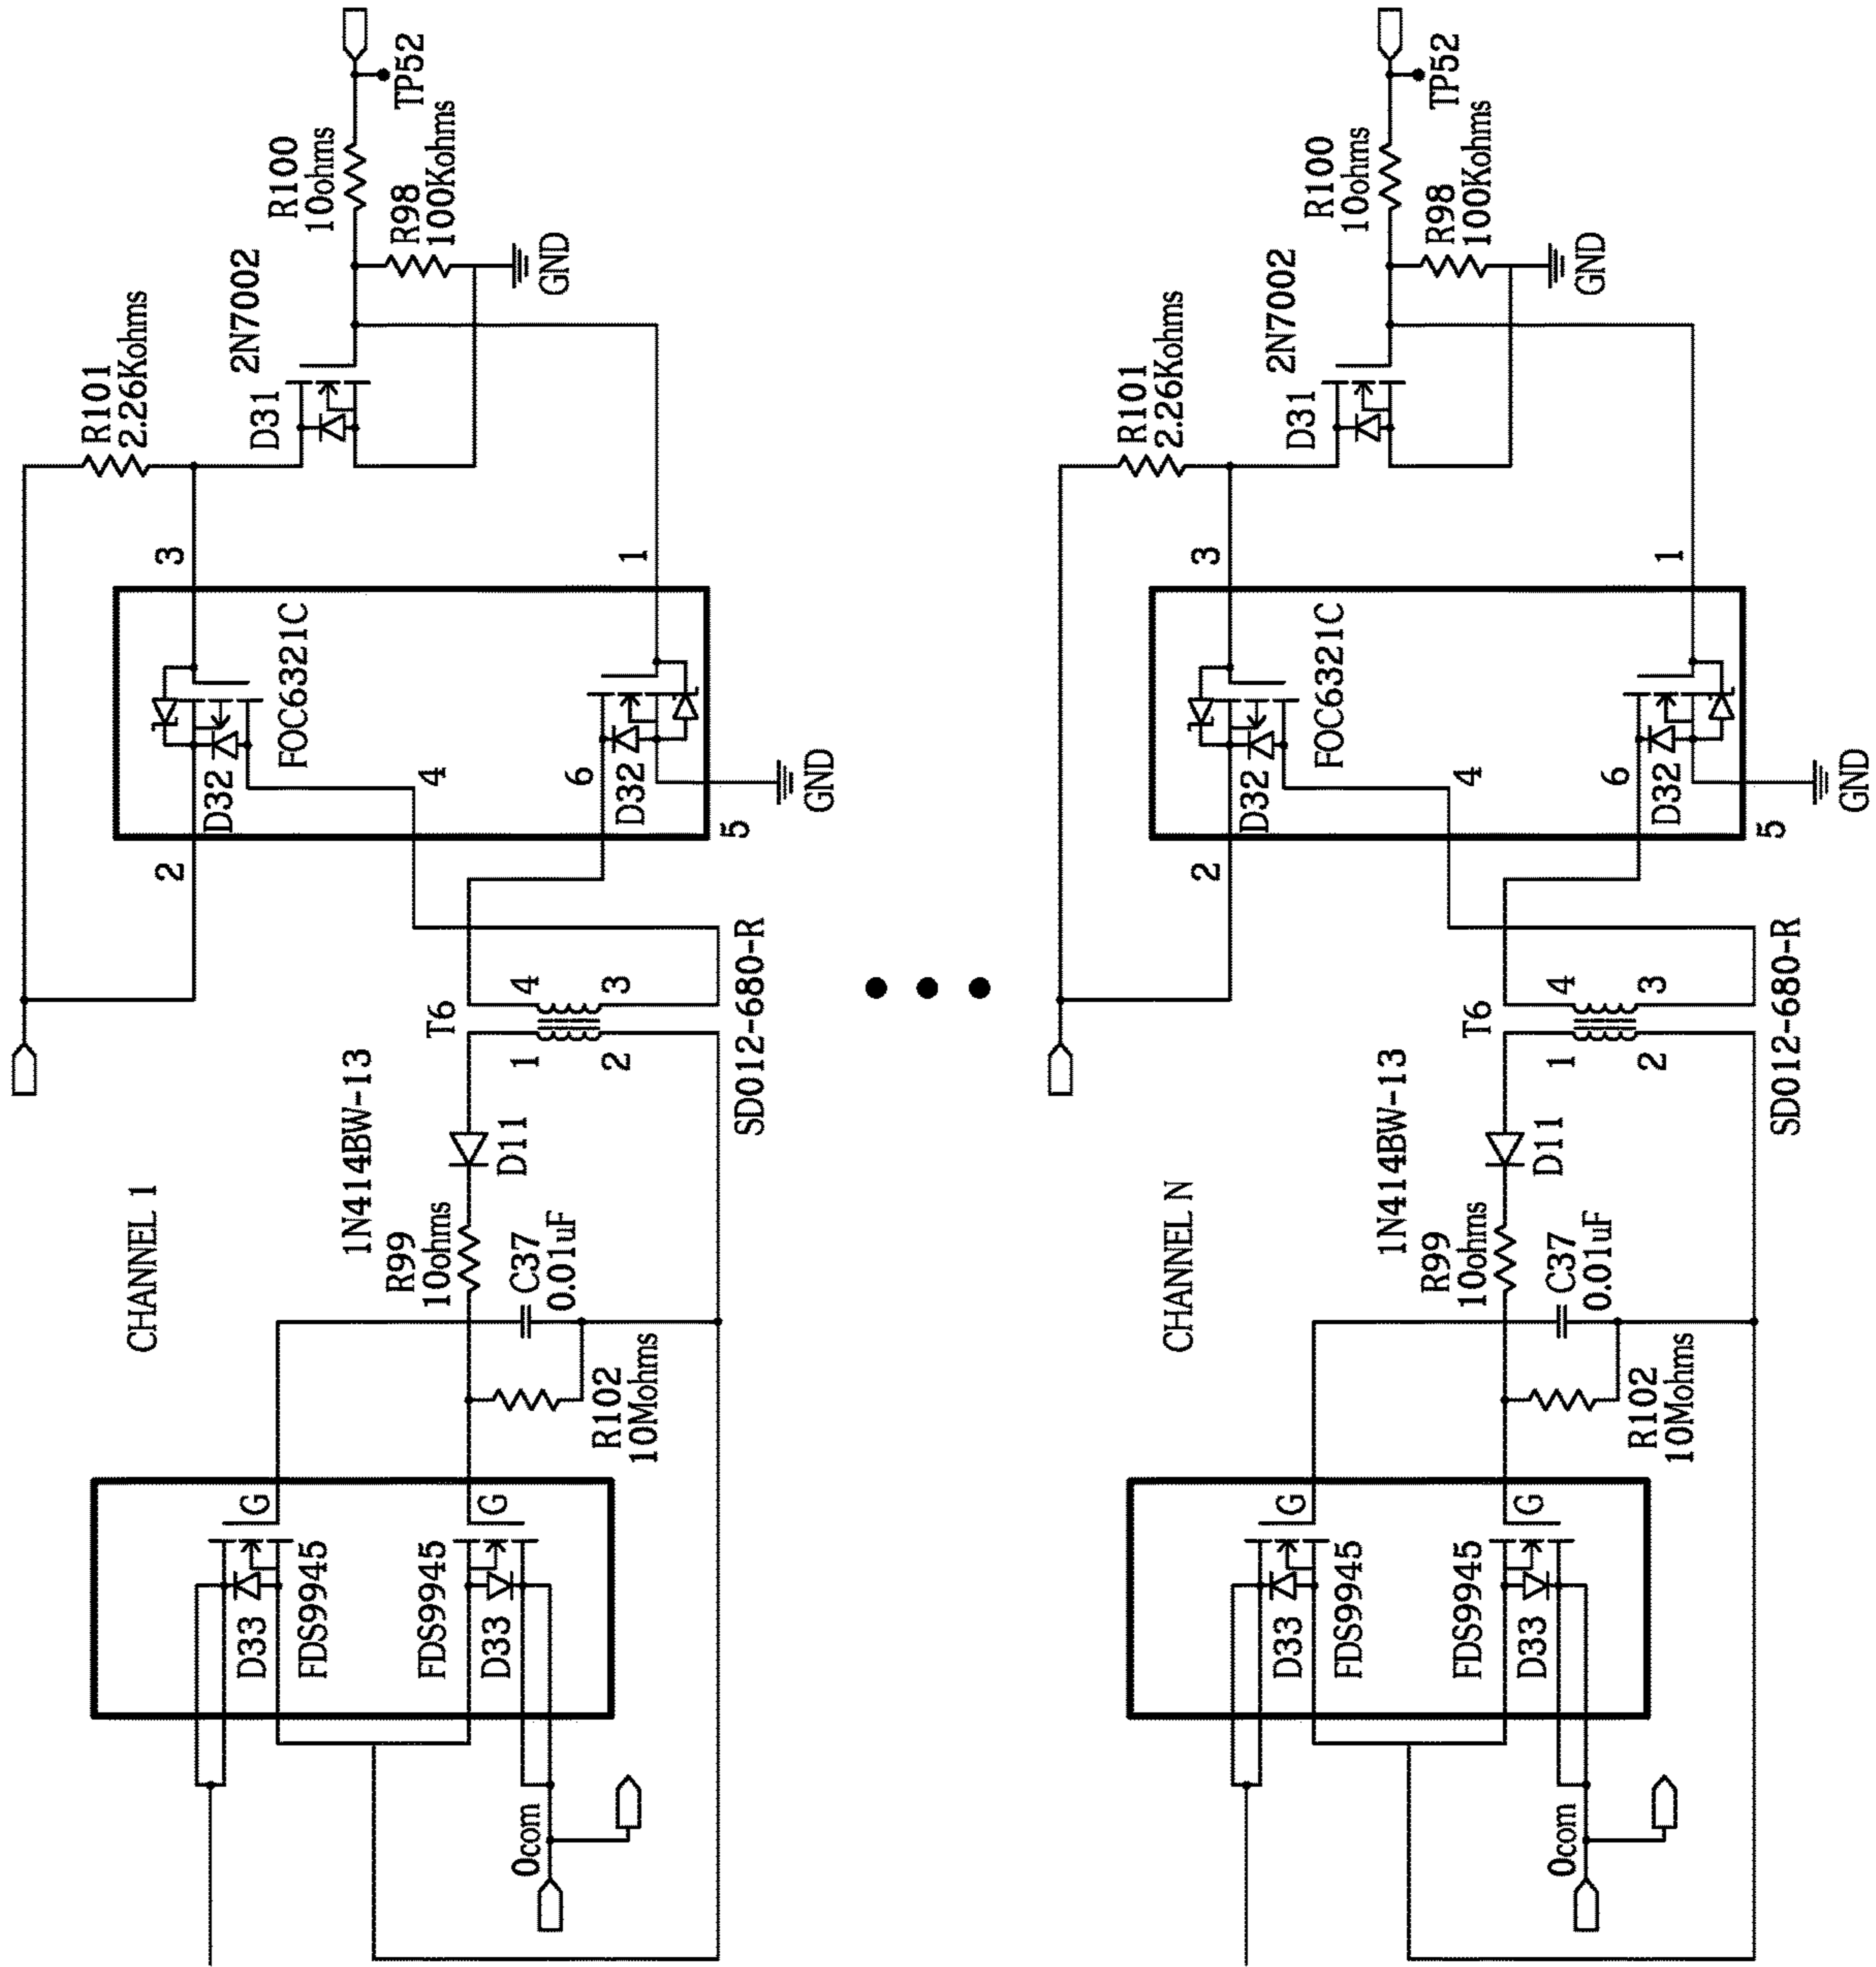 CHANNEL 1
D33
FDS9945
G
FDS9945
D33
G
0com
R102
10Mohms
C37
0.01uF
R99
10ohms
1N414BW-13
D11
T6
1
4
2
3
SD012-680-R
2
D32
FOC6321C
3
4
6
D32
1
5
GND
R101
2.26Kohms
D31
2N7002
R100
10ohms
R98
100Kohms
GND
TP52
CHANNEL N
D33
FDS9945
G
FDS9945
D33
G
0com
R102
10Mohms
C37
0.01uF
R99
10ohms
1N414BW-13
D11
T6
1
4
2
3
SD012-680-R
2
D32
FOC6321C
3
4
6
D32
1
5
GND
R101
2.26Kohms
D31
2N7002
R100
10ohms
R98
100Kohms
GND
TP52